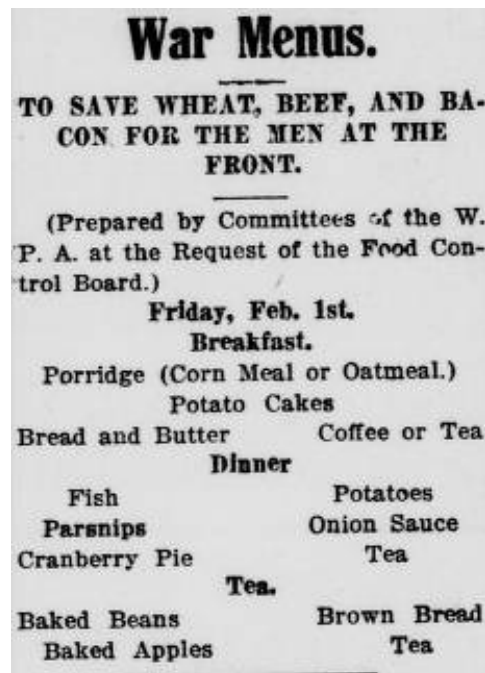 War Menus.
TO SAVE WHEAT, BEEF, AND BA-
CON FOR THE MEN AT THE
FRONT.
(Prepared by Committees of the W.
P. A. at the Request of the Food Con-
trol Board.)
Friday, Feb. 1st.
Breakfast.
Porridge (Corn Meal or Oatmeal.)
Potato Cakes
Bread and Butter Coffee or Tea
Dinner
Fish Potatoes
Parsnips Onion Sauce
Cranberry Pie Tea
Tea.
Baked Beans Brown Bread
Baked Apples Tea